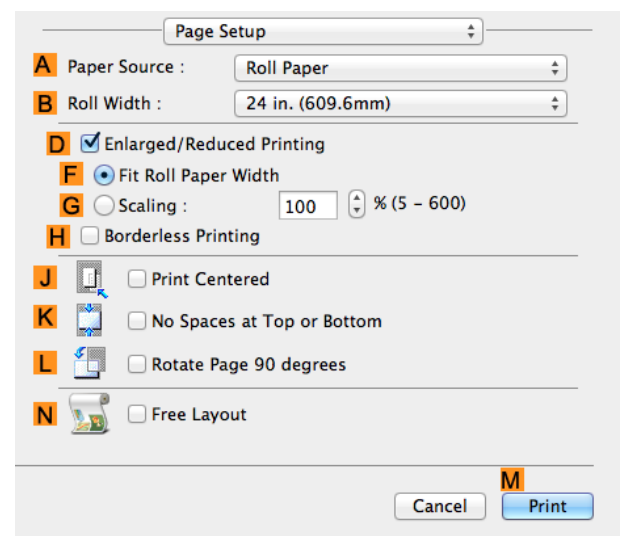 Page Setup
A Paper Source : Roll Paper
B Roll Width : 24 in. (609.6mm)
D Enlarged/Reduced Printing
F Fit Roll Paper Width
G Scaling : 100 % (5 – 600)
H Borderless Printing
J Print Centered
K No Spaces at Top or Bottom
L Rotate Page 90 degrees
N Free Layout
M
Cancel Print